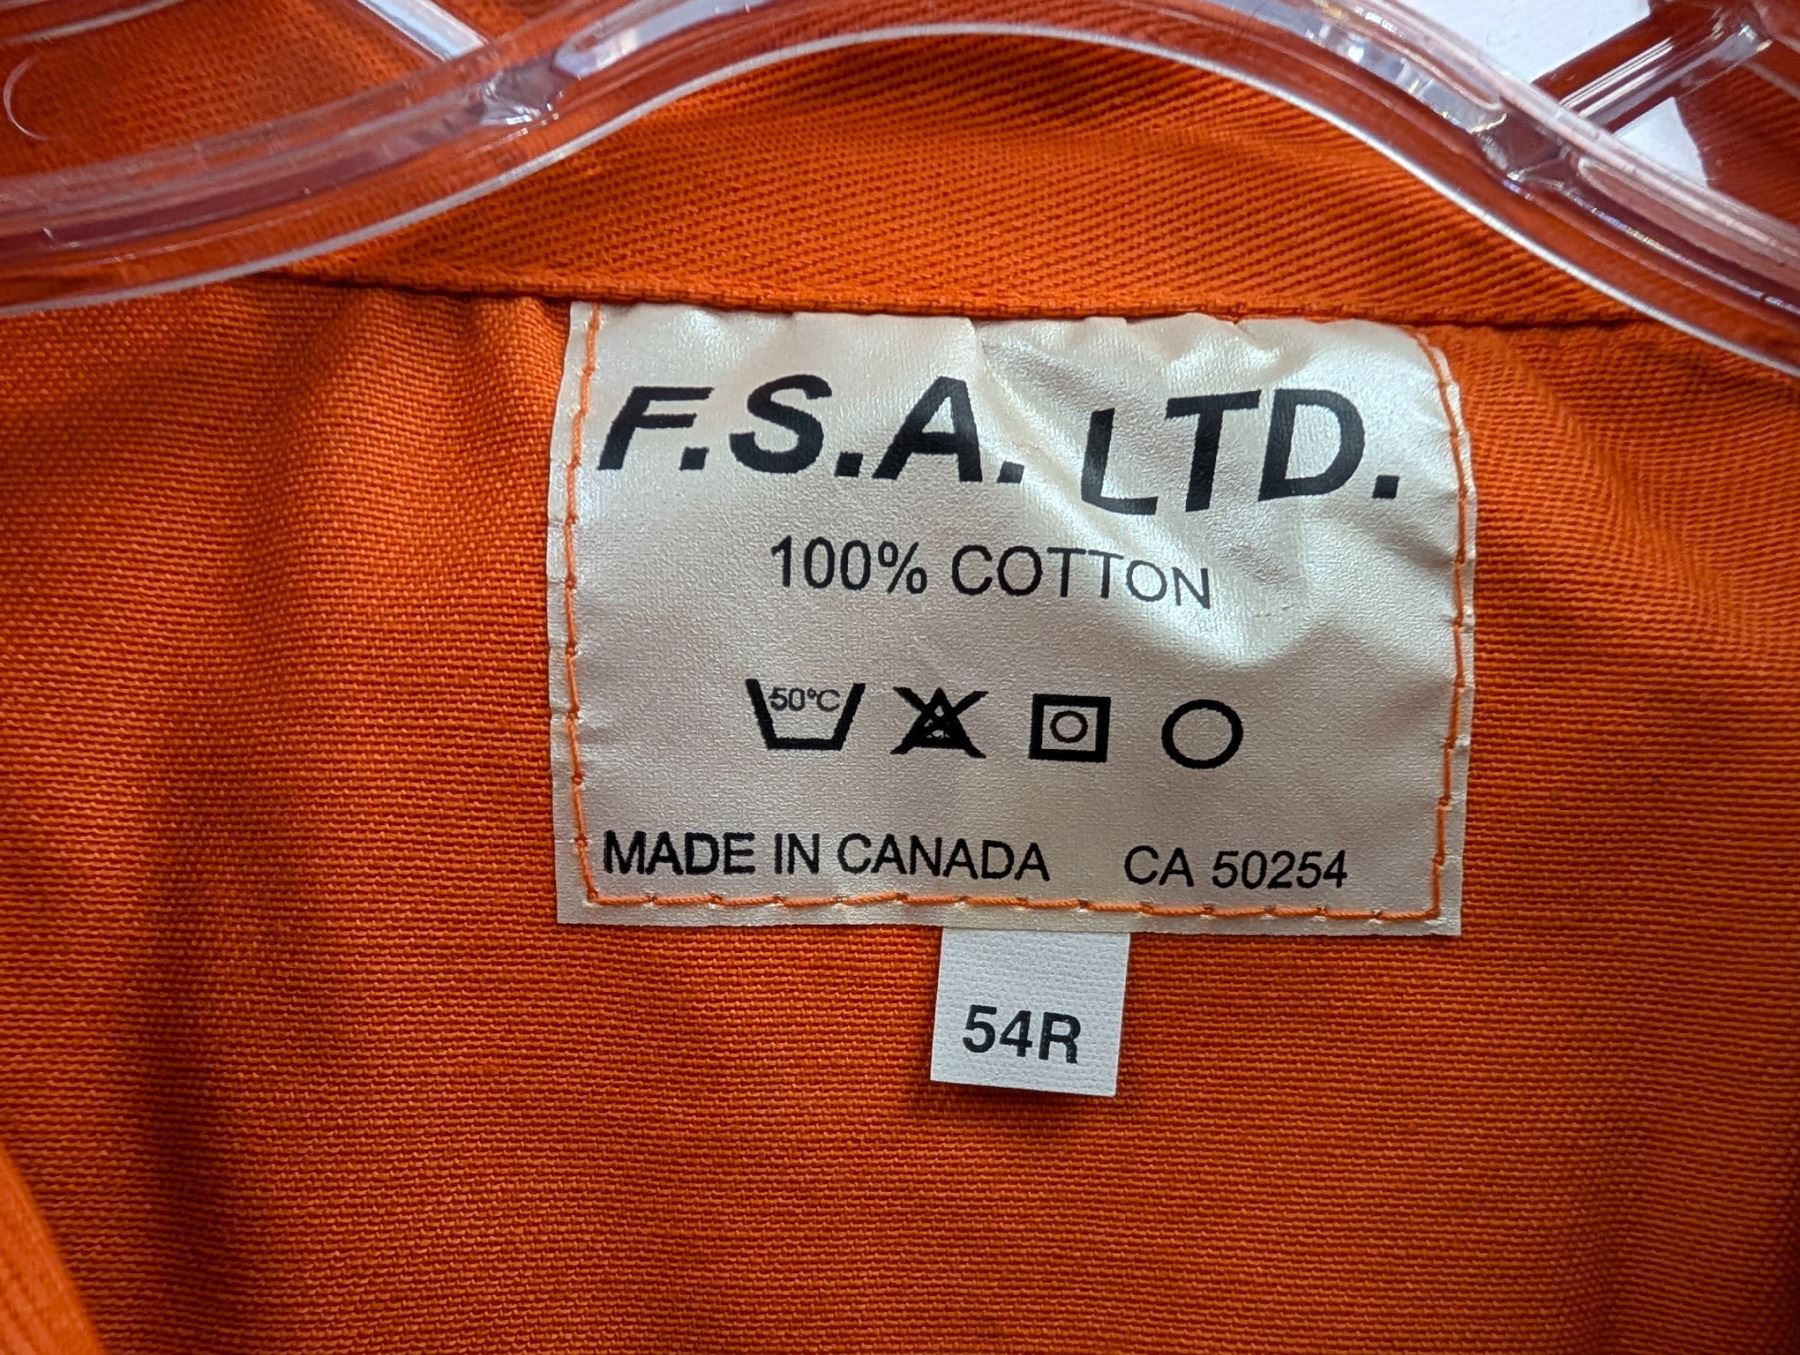 F.S.A. LTD.
100% COTTON
50°C
MADE IN CANADA CA 50254
54R